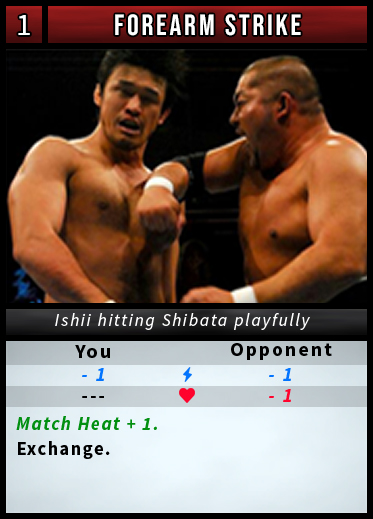 1 FOREARM STRIKE
Ishii hitting Shibata playfully
You Opponent
- 1 - 1
--- - 1
Match Heat + 1.
Exchange.